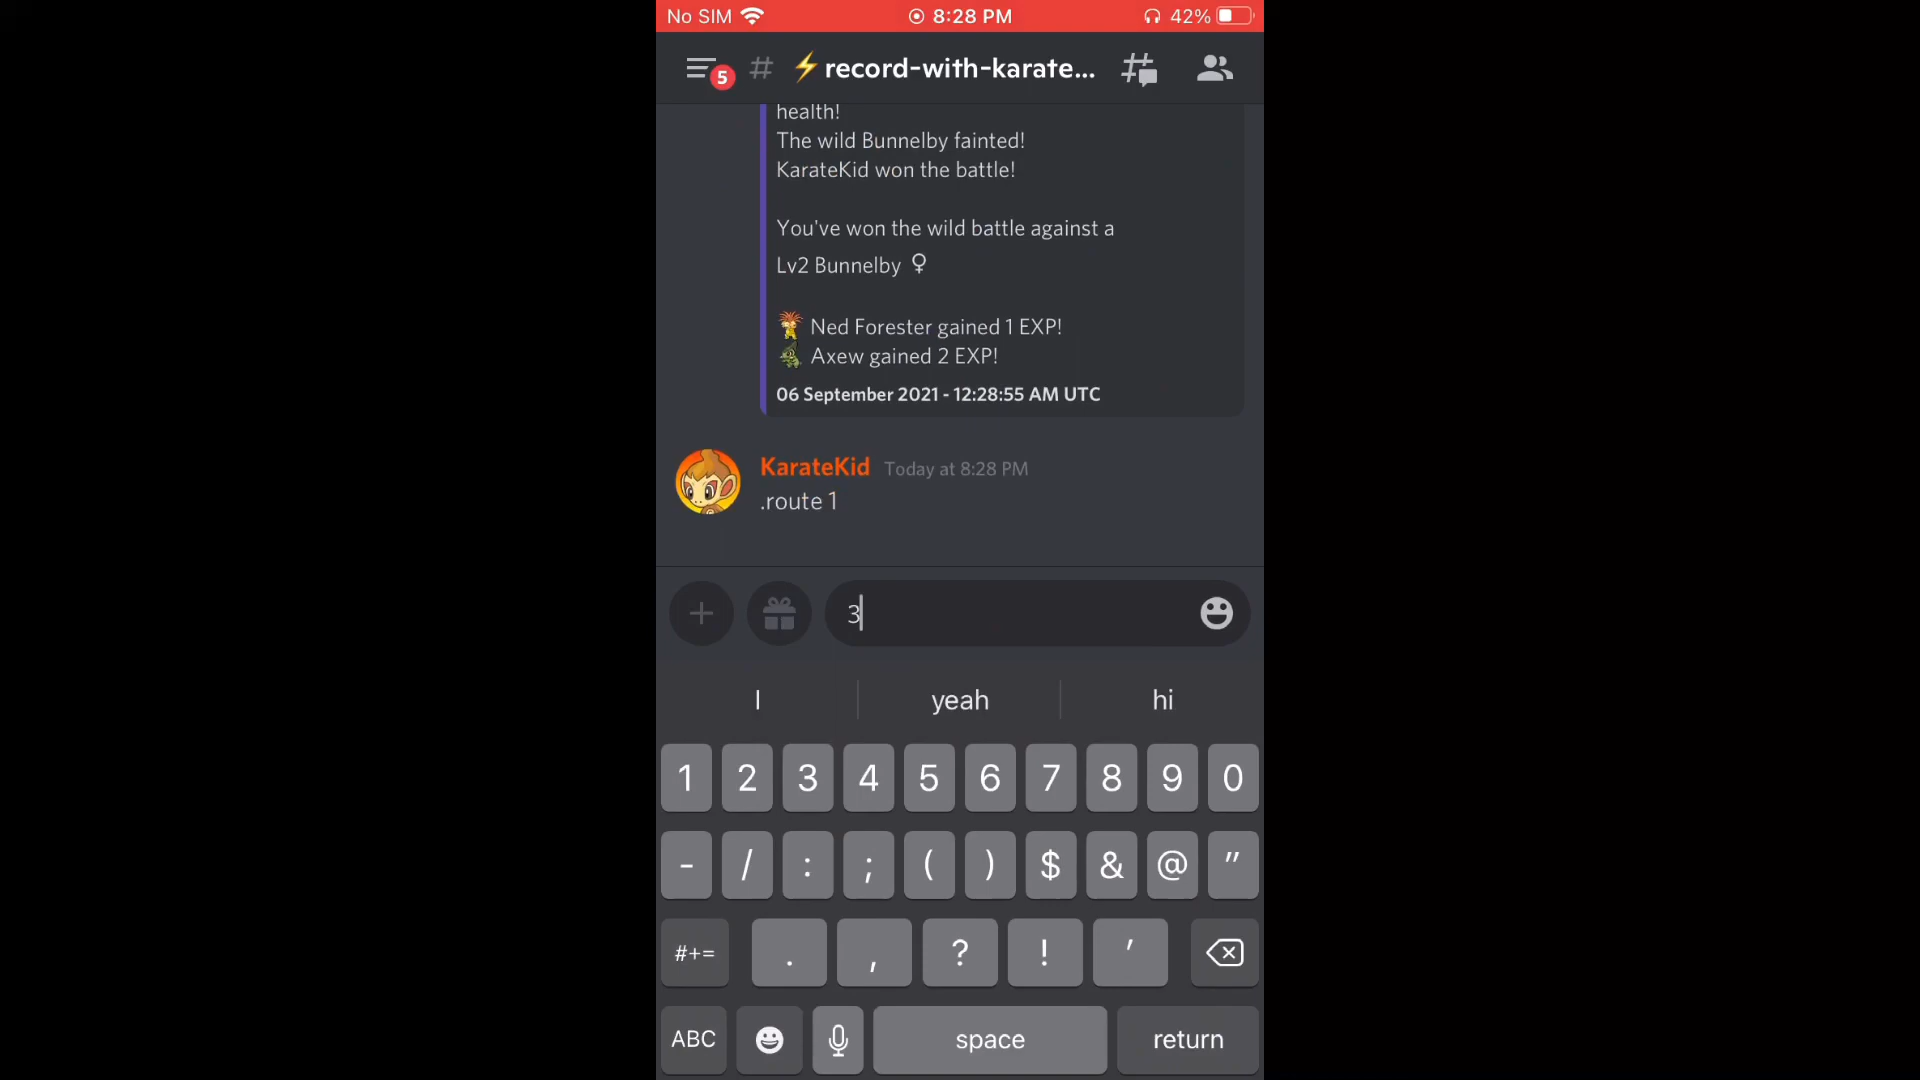 No SIM 8:28 PM 42%
5 # ⚡record-with-karate...
health!
The wild Bunnelby fainted!
KarateKid won the battle!
You've won the wild battle against a
Lv2 Bunnelby ♀
Ned Forester gained 1 EXP!
Axew gained 2 EXP!
06 September 2021 - 12:28:55 AM UTC
KarateKid Today at 8:28 PM
.route 1
3
I yeah hi
1 2 3 4 5 6 7 8 9 0
- / : ; ( ) $ & @ "
#+= . , ? ! '
ABC space return